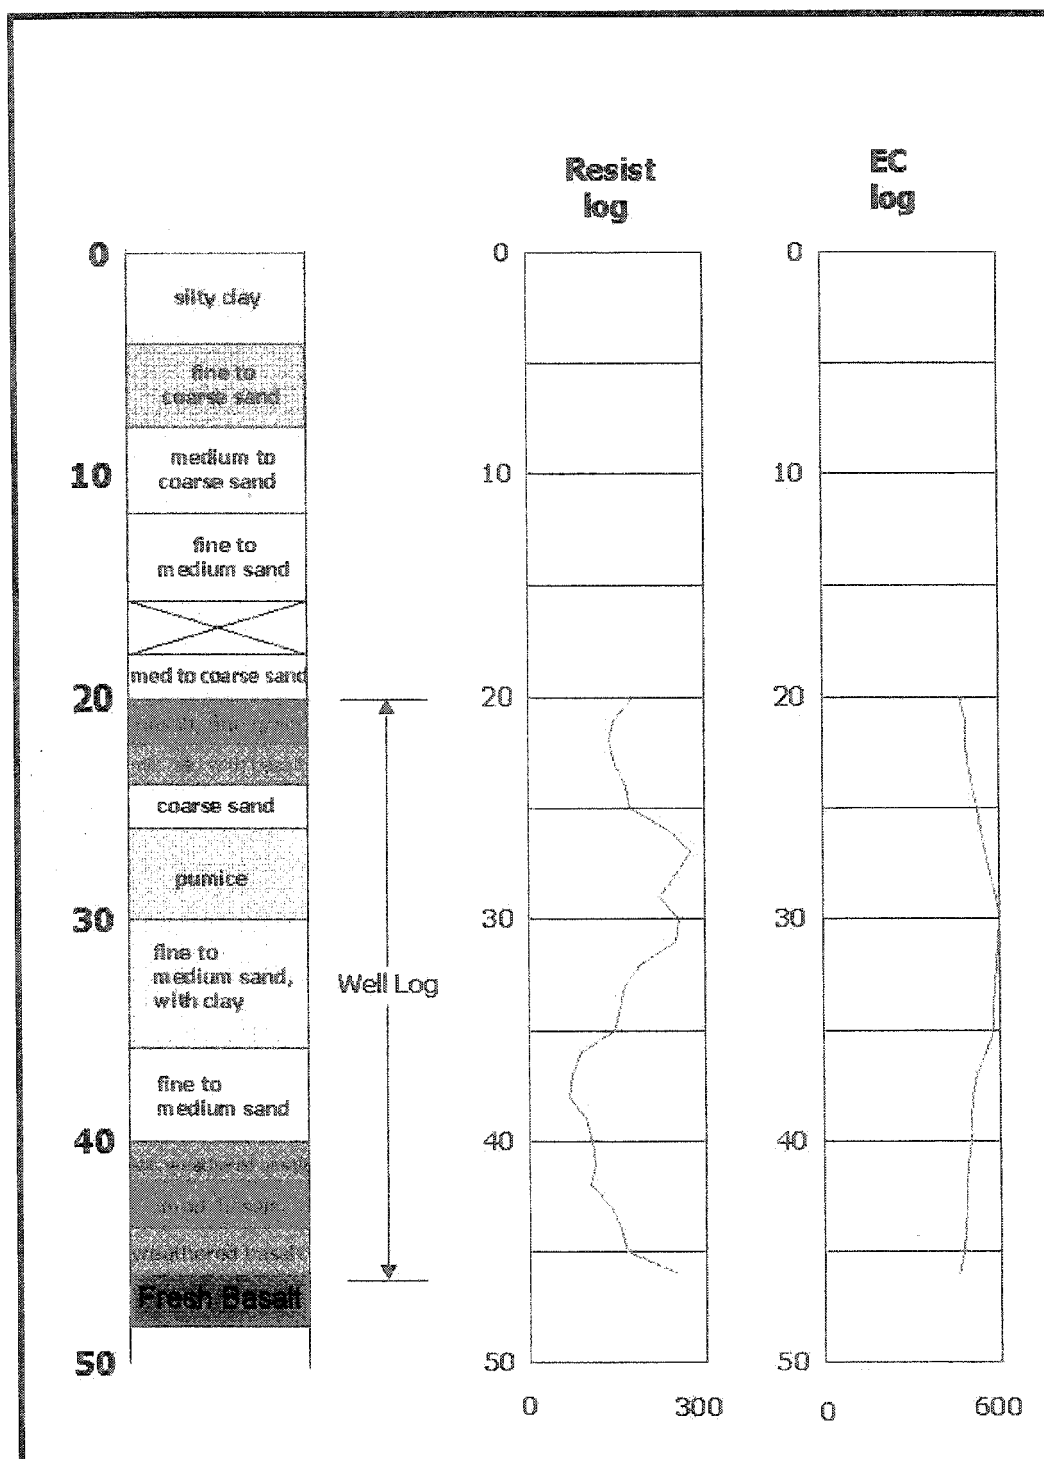 Resist
log
EC
log
0
10
20
30
40
50
silty clay
fine to
coarse sand
medium to
coarse sand
fine to
medium sand
med to coarse sand
coarse sand
pumice
fine to
medium sand,
with clay
fine to
medium sand
weathered basalt
Fresh Basalt
Well Log
0
10
20
30
40
50
0
300
0
10
20
30
40
50
0
600